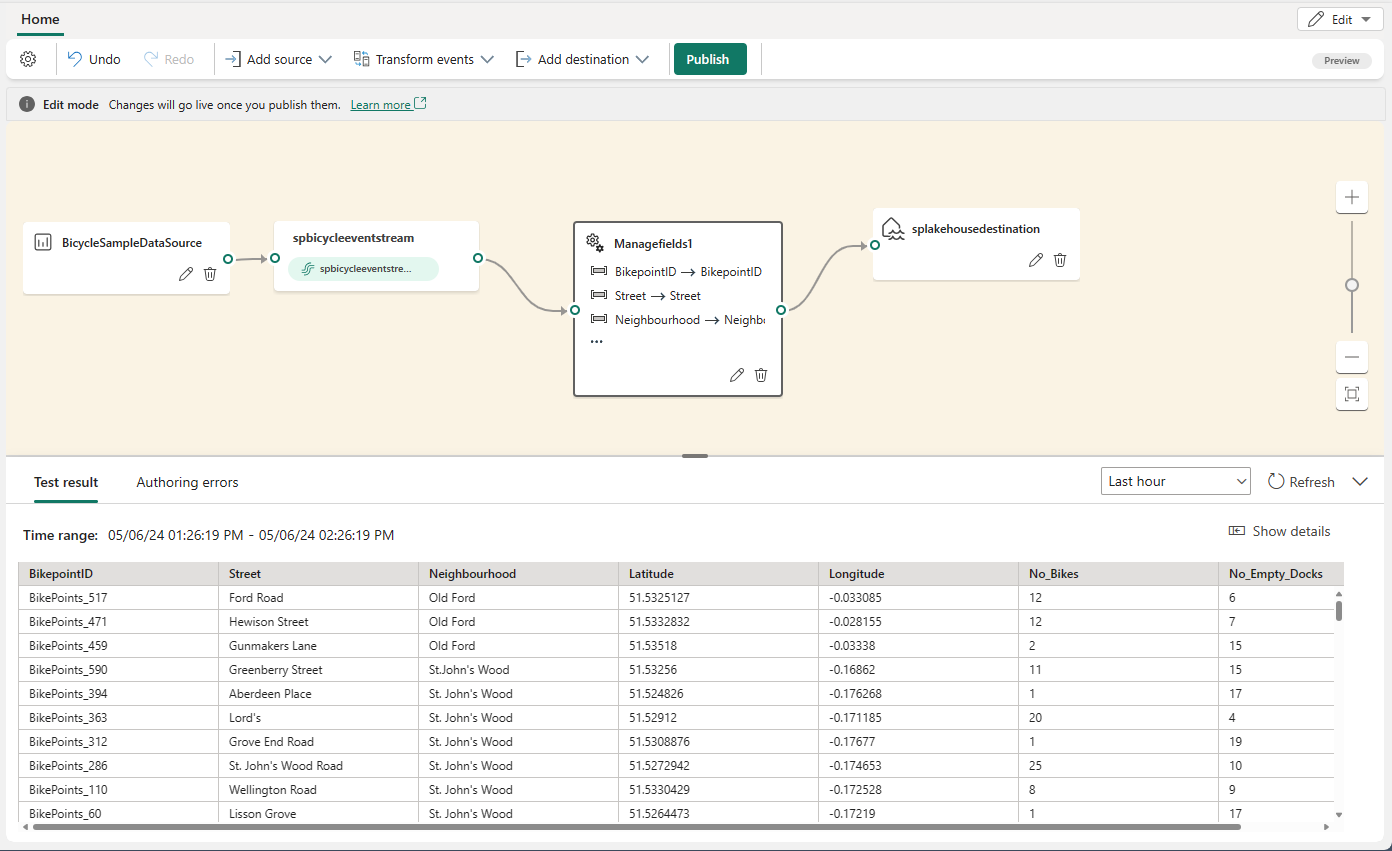 Home
Edit
Undo Redo Add source Transform events Add destination Publish
Preview
Edit mode Changes will go live once you publish them. Learn more
BicycleSampleDataSource
spbicycleeventstream
spbicycleeventstre...
Managefields1
BikepointID → BikepointID
Street → Street
Neighbourhood → Neighb
...
splakehousedestination
Test result Authoring errors Last hour Refresh
Time range: 05/06/24 01:26:19 PM - 05/06/24 02:26:19 PM Show details
BikepointID Street Neighbourhood Latitude Longitude No_Bikes No_Empty_Docks
BikePoints_517 Ford Road Old Ford 51.5325127 -0.033085 12 6
BikePoints_471 Hewison Street Old Ford 51.5332832 -0.028155 12 7
BikePoints_459 Gunmakers Lane Old Ford 51.53518 -0.03338 2 15
BikePoints_590 Greenberry Street St.John's Wood 51.53256 -0.16862 11 15
BikePoints_394 Aberdeen Place St. John's Wood 51.524826 -0.176268 1 17
BikePoints_363 Lord's St. John's Wood 51.52912 -0.171185 20 4
BikePoints_312 Grove End Road St. John's Wood 51.5308876 -0.17677 1 19
BikePoints_286 St. John's Wood Road St. John's Wood 51.5272942 -0.174653 25 10
BikePoints_110 Wellington Road St. John's Wood 51.5330429 -0.172528 8 9
BikePoints_60 Lisson Grove St. John's Wood 51.5264473 -0.17219 1 17